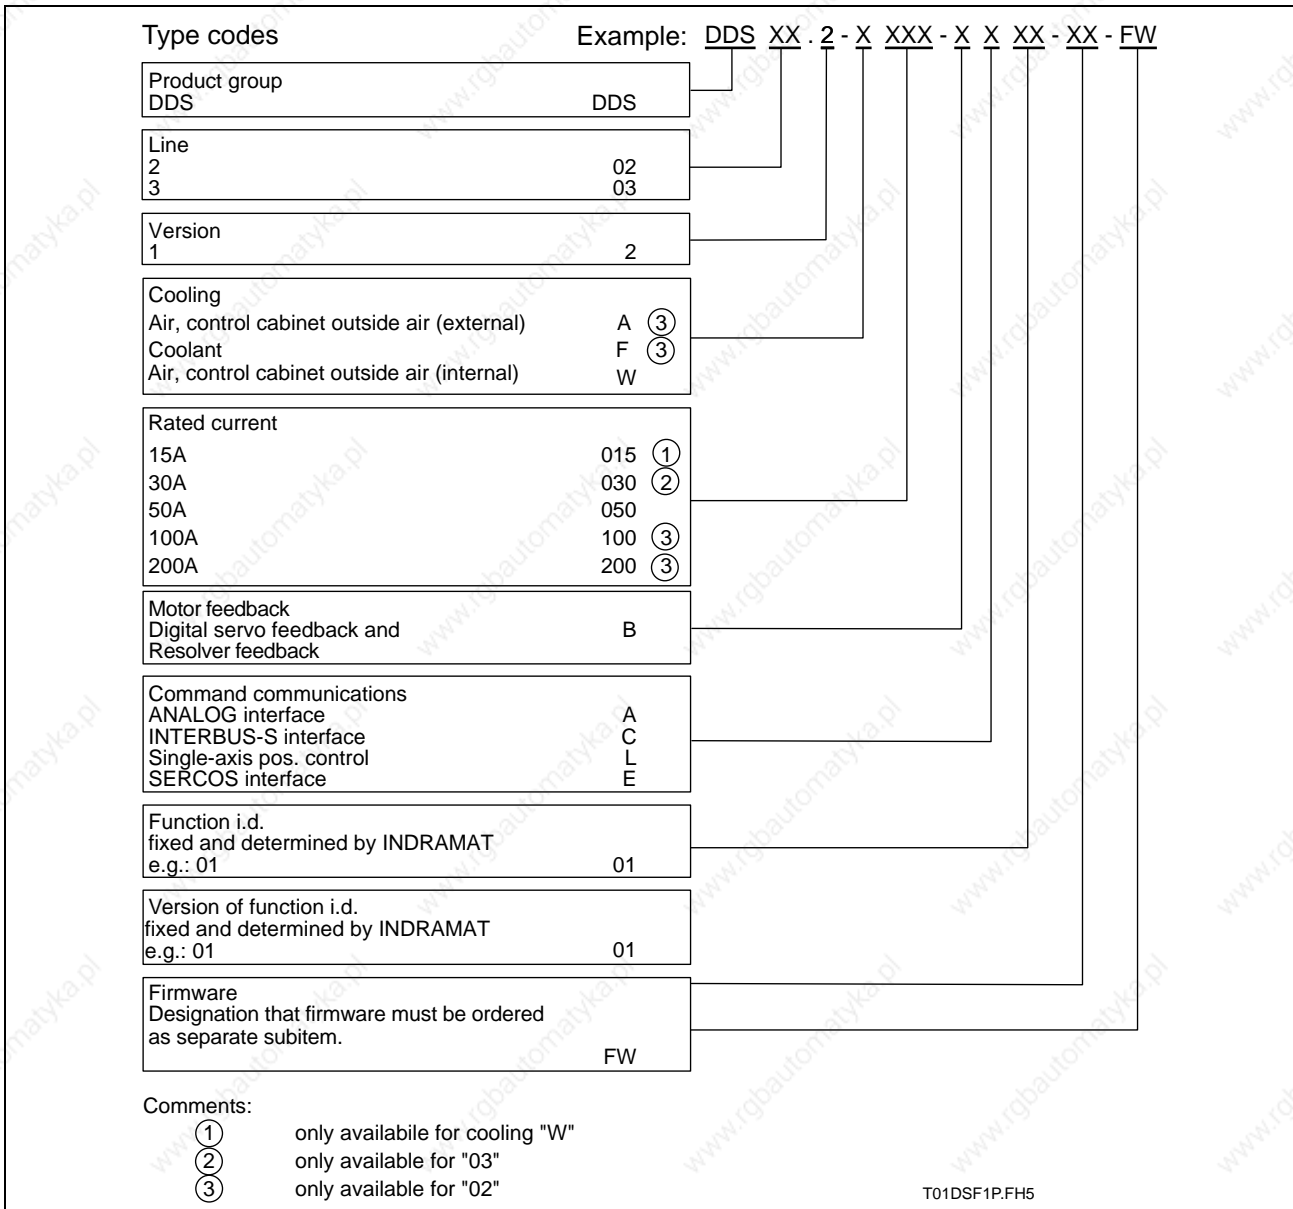 Type codes Example: DDS XX . 2 - X XXX - X X XX - XX - FW
Product group
DDS DDS
Line
2 02
3 03
Version
1 2
Cooling
Air, control cabinet outside air (external) A ③
Coolant F ③
Air, control cabinet outside air (internal) W
Rated current
15A 015 ①
30A 030 ②
50A 050
100A 100 ③
200A 200 ③
Motor feedback
Digital servo feedback and B
Resolver feedback
Command communications
ANALOG interface A
INTERBUS-S interface C
Single-axis pos. control L
SERCOS interface E
Function i.d.
fixed and determined by INDRAMAT
e.g.: 01 01
Version of function i.d.
fixed and determined by INDRAMAT
e.g.: 01 01
Firmware
Designation that firmware must be ordered
as separate subitem.
FW
Comments:
① only availabile for cooling "W"
② only available for "03"
③ only available for "02"
T01DSF1P.FH5
www.rgbautomatyka.pl